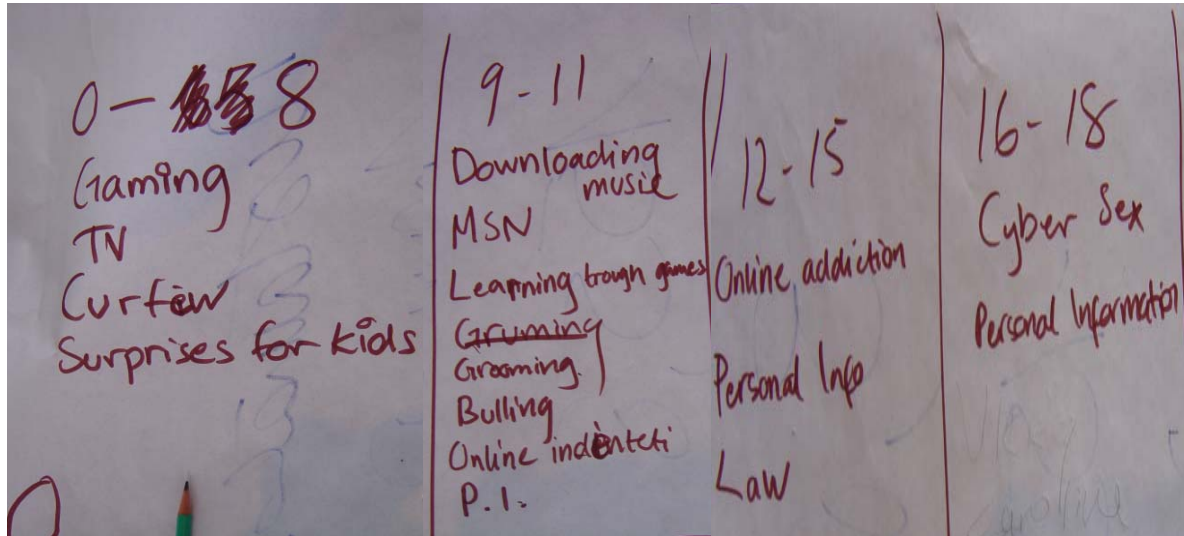 0 - 8
Gaming
TV
Curfew
Surprises for kids
9 - 11
Downloading
music
MSN
Learning trough games
Gruming
Grooming
Bulling
Online indenteti
P.I.
12 - 15
Online addiction
Personal Info
Law
16 - 18
Cyber Sex
Personal Information